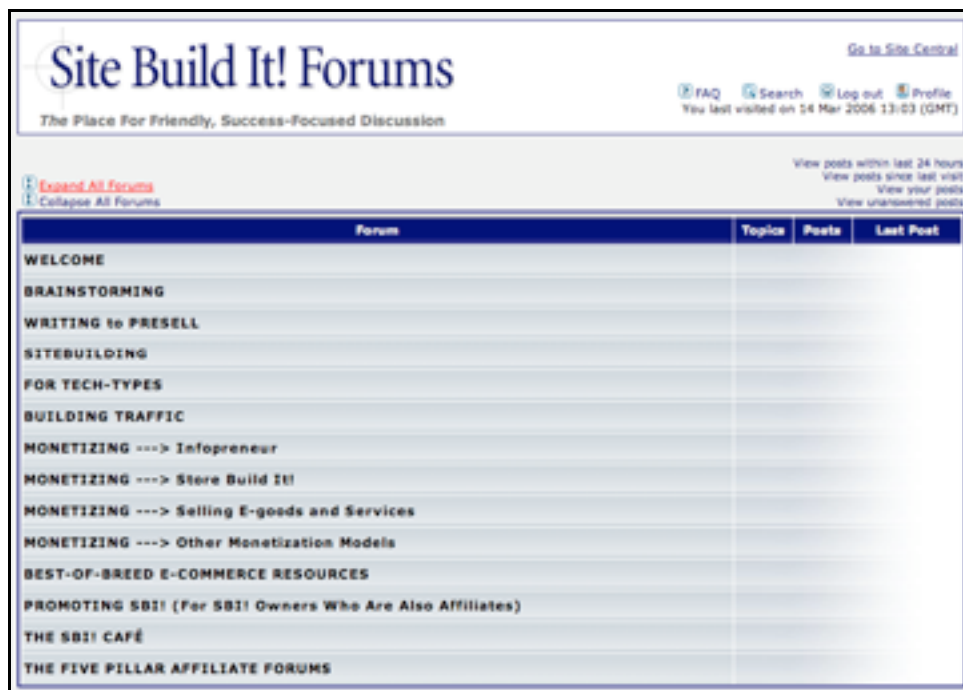 Site Build It! Forums
The Place For Friendly, Success-Focused Discussion
Go to Site Central
FAQ Search Log out Profile
You last visited on 14 Mar 2006 13:03 (GMT)
View posts within last 24 hours
View posts since last visit
View your posts
View unanswered posts
Expand All Forums
Collapse All Forums
Forum Topics Posts Last Post
WELCOME
BRAINSTORMING
WRITING to PRESELL
SITEBUILDING
FOR TECH-TYPES
BUILDING TRAFFIC
MONETIZING ---> Infopreneur
MONETIZING ---> Store Build It!
MONETIZING ---> Selling E-goods and Services
MONETIZING ---> Other Monetization Models
BEST-OF-BREED E-COMMERCE RESOURCES
PROMOTING SBI! (For SBI! Owners Who Are Also Affiliates)
THE SBI! CAFÉ
THE FIVE PILLAR AFFILIATE FORUMS